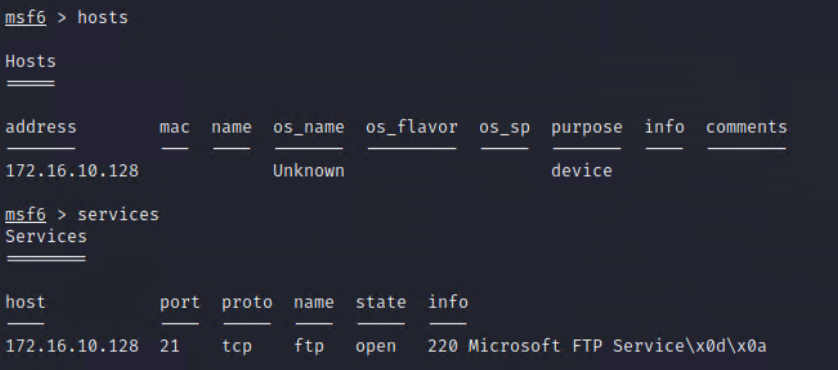 msf6 > hosts
Hosts
address mac name os_name os_flavor os_sp purpose info comments
172.16.10.128 Unknown device
msf6 > services
Services
host port proto name state info
172.16.10.128 21 tcp ftp open 220 Microsoft FTP Service\x0d\x0a